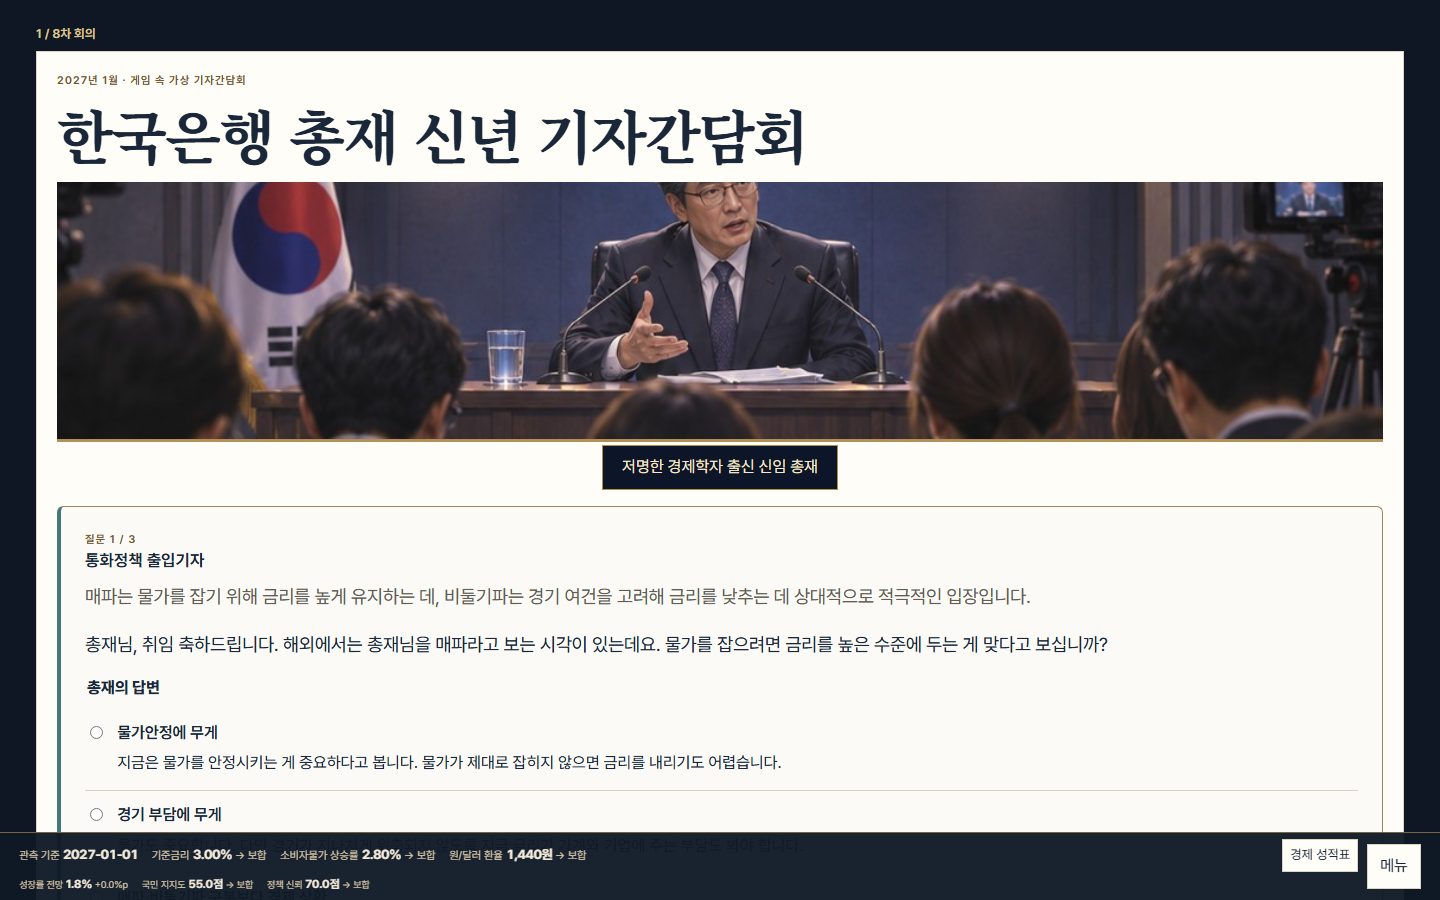 1 / 8차 회의
2027년 1월 · 게임 속 가상 기자간담회
한국은행 총재 신년 기자간담회
저명한 경제학자 출신 신임 총재
질문 1 / 3
통화정책 출입기자
매파는 물가를 잡기 위해 금리를 높게 유지하는 데, 비둘기파는 경기 여건을 고려해 금리를 낮추는 데 상대적으로 적극적인 입장입니다.
총재님, 취임 축하드립니다. 해외에서는 총재님을 매파라고 보는 시각이 있는데요. 물가를 잡으려면 금리를 높은 수준에 두는 게 맞다고 보십니까?
총재의 답변
물가안정에 무게
지금은 물가를 안정시키는 게 중요하다고 봅니다. 물가가 제대로 잡히지 않으면 금리를 내리기도 어렵습니다.
경기 부담에 무게
관측 기준 2027-01-01 기준금리 3.00% → 보합 소비자물가 상승률 2.80% → 보합 원/달러 환율 1,440원 → 보합
성장률 전망 1.8% +0.0%p 국민 지지도 55.0점 → 보합 정책 신뢰 70.0점 → 보합
경제 성적표
메뉴